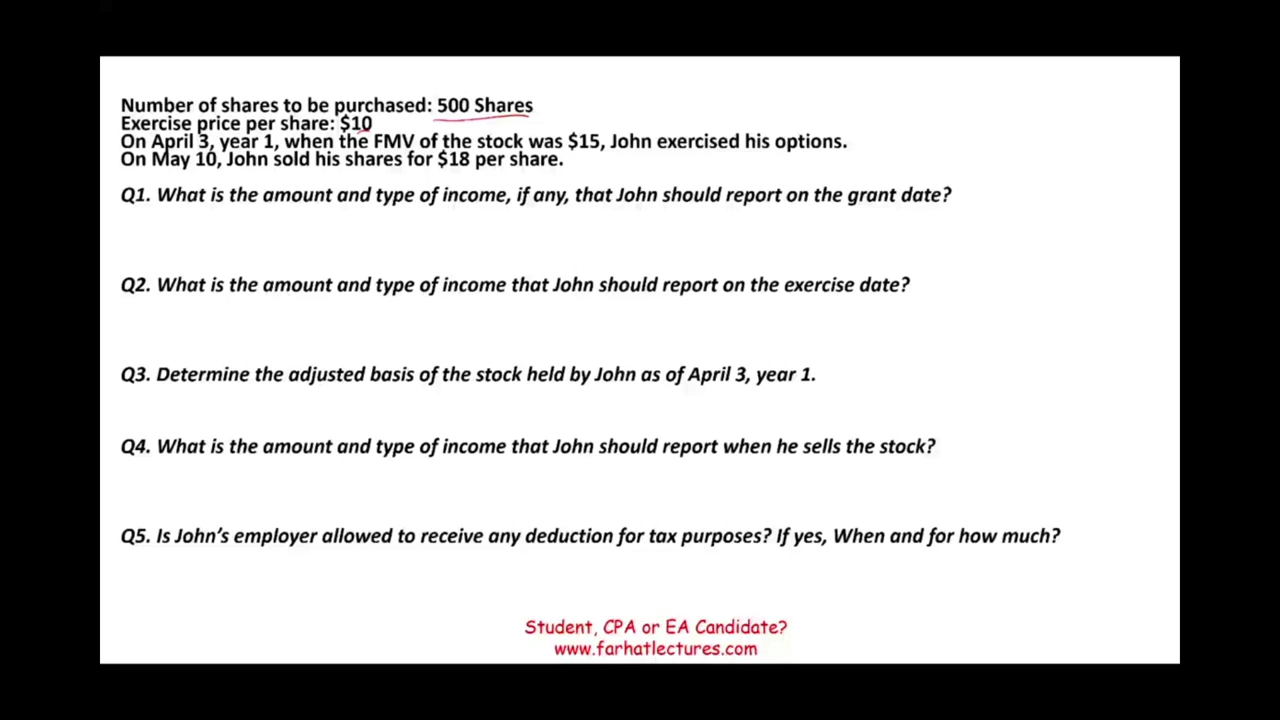 Number of shares to be purchased: 500 Shares
Exercise price per share: $10
On April 3, year 1, when the FMV of the stock was $15, John exercised his options.
On May 10, John sold his shares for $18 per share.
Q1. What is the amount and type of income, if any, that John should report on the grant date?
Q2. What is the amount and type of income that John should report on the exercise date?
Q3. Determine the adjusted basis of the stock held by John as of April 3, year 1.
Q4. What is the amount and type of income that John should report when he sells the stock?
Q5. Is John’s employer allowed to receive any deduction for tax purposes? If yes, When and for how much?
Student, CPA or EA Candidate?
www.farhatlectures.com